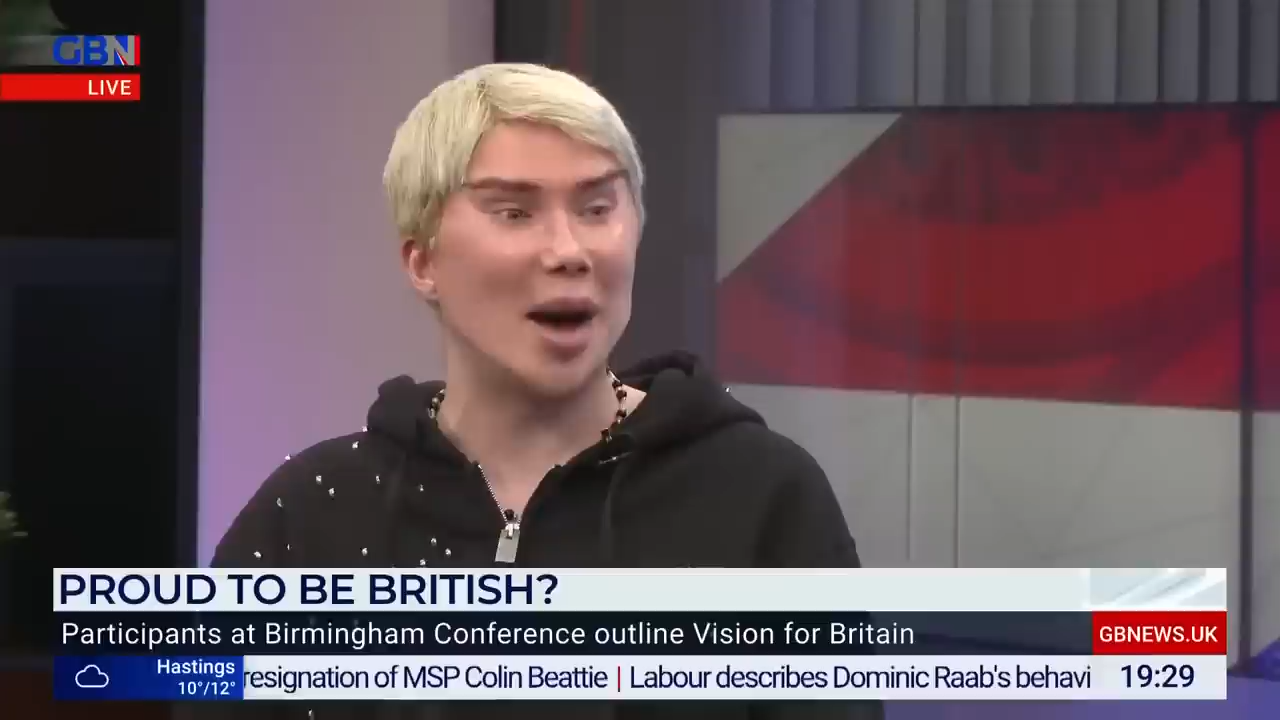 GBN
LIVE
PROUD TO BE BRITISH?
Participants at Birmingham Conference outline Vision for Britain
GBNEWS.UK
Hastings
10°/12°
resignation of MSP Colin Beattie | Labour describes Dominic Raab's behavi
19:29